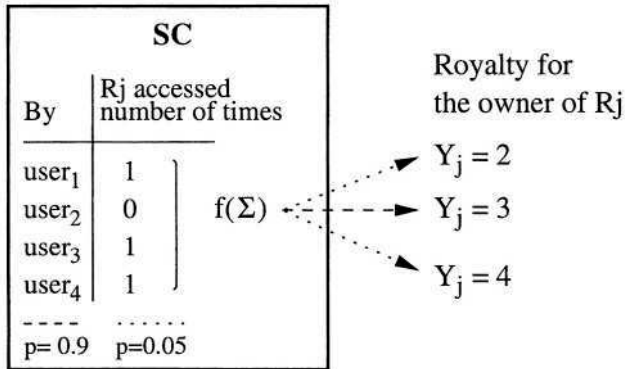 SC
By Rj accessed number of times
user1 1
user2 0
user3 1
user4 1
f(Σ)
p= 0.9 p=0.05
Royalty for
the owner of Rj
Yj = 2
Yj = 3
Yj = 4